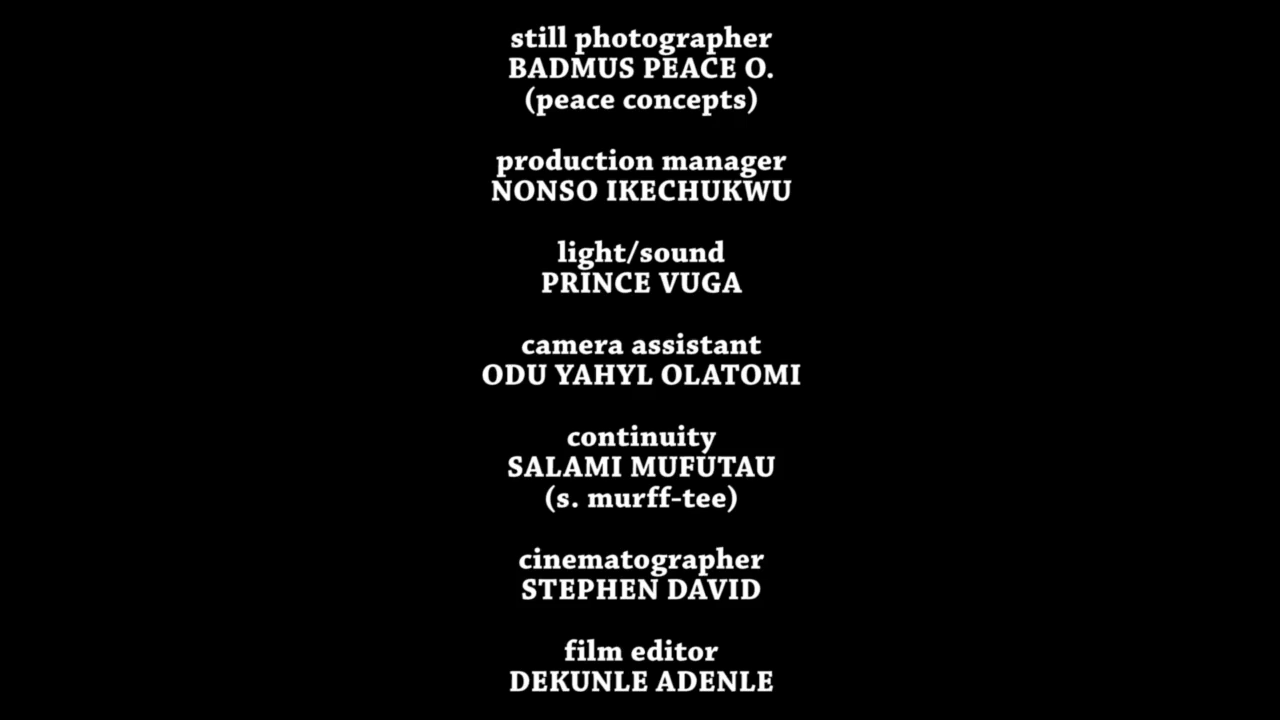 still photographer
BADMUS PEACE O.
(peace concepts)
production manager
NONSO IKECHUKWU
light/sound
PRINCE VUGA
camera assistant
ODU YAHYL OLATOMI
continuity
SALAMI MUFUTAU
(s. murff-tee)
cinematographer
STEPHEN DAVID
film editor
DEKUNLE ADENLE